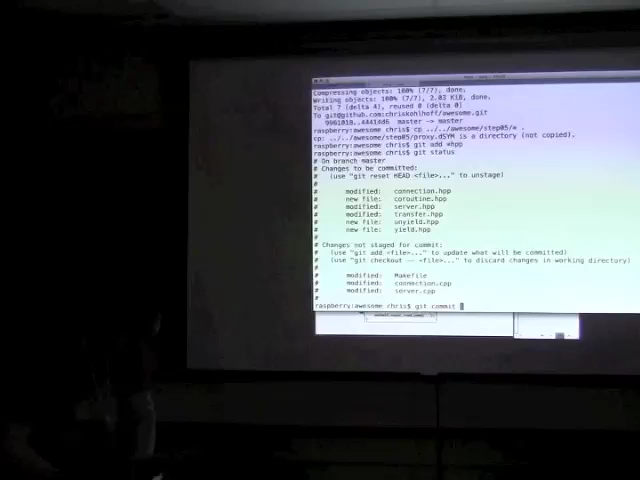 Compressing objects: 100% (7/7), done.
Writing objects: 100% (7/7), 2.03 KiB, done.
Total 7 (delta 4), reused 0 (delta 0)
To git@github.com:chriskohlhoff/awesome.git
master -> master
raspberry:awesome chris$ cp ../../awesome/step05/* .
cp: ../../awesome/step05/proxy.dSYM is a directory (not copied).
raspberry:awesome chris$ git add *hpp
raspberry:awesome chris$ git status
# On branch master
# Changes to be committed:
#   (use "git reset HEAD <file>..." to unstage)
#
#       modified:   connection.hpp
#       new file:   coroutine.hpp
#       modified:   server.hpp
#       modified:   transfer.hpp
#       new file:   unyield.hpp
#       new file:   yield.hpp
#
# Changes not staged for commit:
#   (use "git add <file>..." to update what will be committed)
#   (use "git checkout -- <file>..." to discard changes in working directory)
#
#       modified:   Makefile
#       modified:   connection.cpp
#       modified:   server.cpp
#
raspberry:awesome chris$ git commit